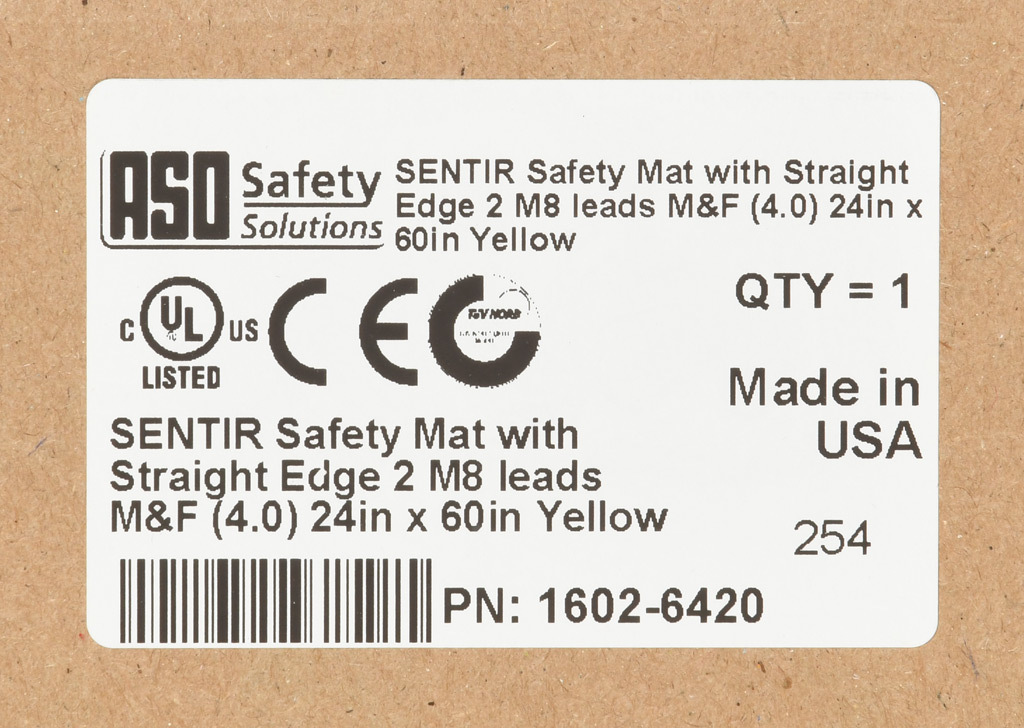 ASO Safety Solutions
SENTIR Safety Mat with Straight
Edge 2 M8 leads M&F (4.0) 24in x
60in Yellow
QTY = 1
C UL US
LISTED
CE
TÜV NORD
Made in
USA
SENTIR Safety Mat with
Straight Edge 2 M8 leads
M&F (4.0) 24in x 60in Yellow
254
PN: 1602-6420